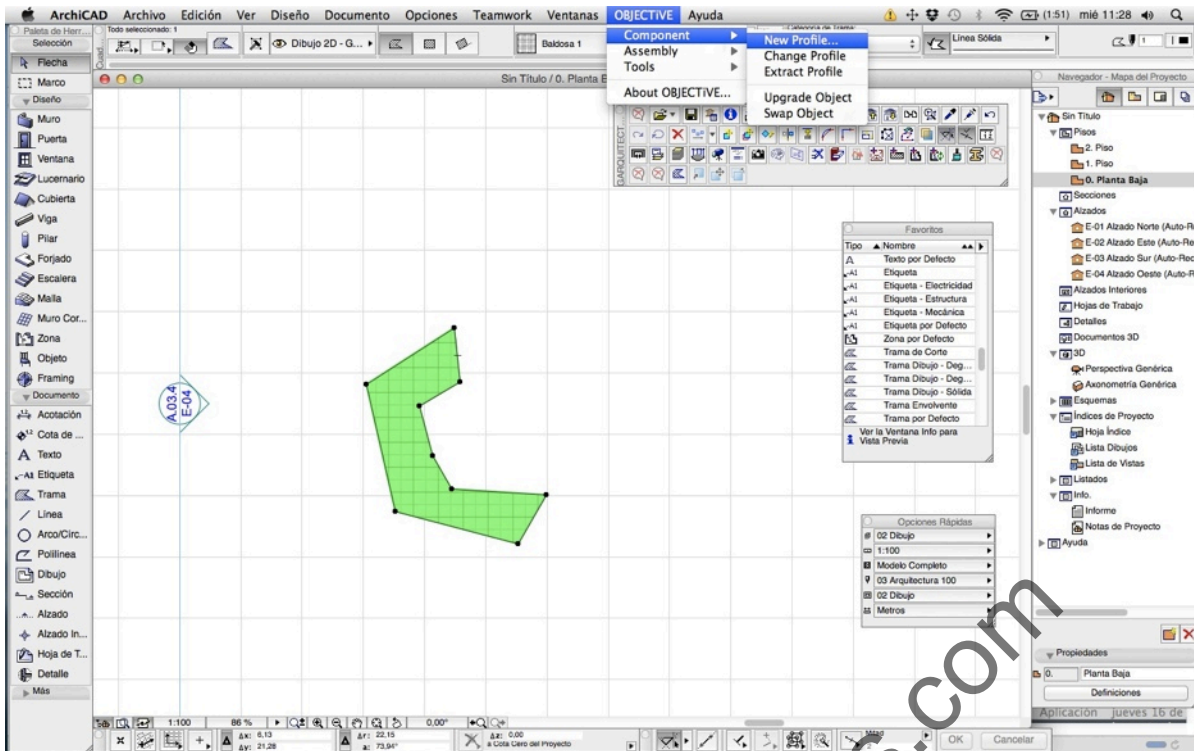 ArchiCAD Archivo Edición Ver Diseño Documento Opciones Teamwork Ventanas OBJECTiVE Ayuda (1:51) mié 11:28
Paleta de Herr...
Todo seleccionado: 1
Selección
Dibujo 2D - G...
Baldosa 1
Línea Sólida
Component
Assembly
Tools
About OBJECTiVE...
New Profile...
Change Profile
Extract Profile
Upgrade Object
Swap Object
Sin Título / 0. Planta B
Flecha
Marco
Diseño
Muro
Puerta
Ventana
Lucernario
Cubierta
Viga
Pilar
Forjado
Escalera
Malla
Muro Cor...
Zona
Objeto
Framing
Documento
Acotación
Cota de ...
Texto
Etiqueta
Trama
Línea
Arco/Circ...
Polilínea
Dibujo
Sección
Alzado
Alzado In...
Hoja de T...
Detalle
Más
A.03.4
E-04
GARQUITECT
Favoritos
Tipo Nombre
Texto por Defecto
Etiqueta
Etiqueta - Electricidad
Etiqueta - Estructura
Etiqueta - Mecánica
Etiqueta por Defecto
Zona por Defecto
Trama de Corte
Trama Dibujo - Deg...
Trama Dibujo - Deg...
Trama Dibujo - Sólida
Trama Envolvente
Trama por Defecto
Ver la Ventana Info para
Vista Previa
Opciones Rápidas
02 Dibujo
1:100
Modelo Completo
03 Arquitectura 100
02 Dibujo
Metros
Navegador - Mapa del Proyecto
Sin Título
Pisos
2. Piso
1. Piso
0. Planta Baja
Secciones
Alzados
E-01 Alzado Norte (Auto-R
E-02 Alzado Este (Auto-Re
E-03 Alzado Sur (Auto-Rec
E-04 Alzado Oeste (Auto-R
Alzados Interiores
Hojas de Trabajo
Detalles
Documentos 3D
3D
Perspectiva Genérica
Axonometría Genérica
Esquemas
Índices de Proyecto
Hoja Índice
Lista Dibujos
Lista de Vistas
Listados
Info.
Informe
Notas de Proyecto
Ayuda
Propiedades
0. Planta Baja
Definiciones
Aplicación jueves 16 de
1:100 86 % 0,00°
Δx: 6,13
Δy: 21,28
Δr: 22,15
a: 73,94°
Δz: 0,00
a Cota Cero del Proyecto
Mitad
2
OK Cancelar